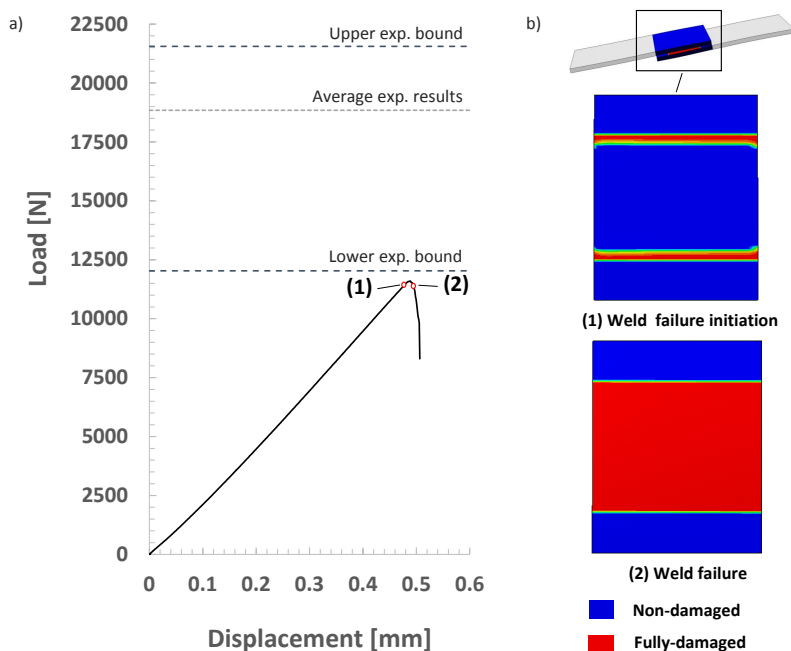 a)
22500
20000
17500
15000
12500
10000
7500
5000
2500
0
Load [N]
Upper exp. bound
Average exp. results
Lower exp. bound
(1)
(2)
0 0.1 0.2 0.3 0.4 0.5 0.6
Displacement [mm]
b)
(1) Weld failure initiation
(2) Weld failure
Non-damaged
Fully-damaged